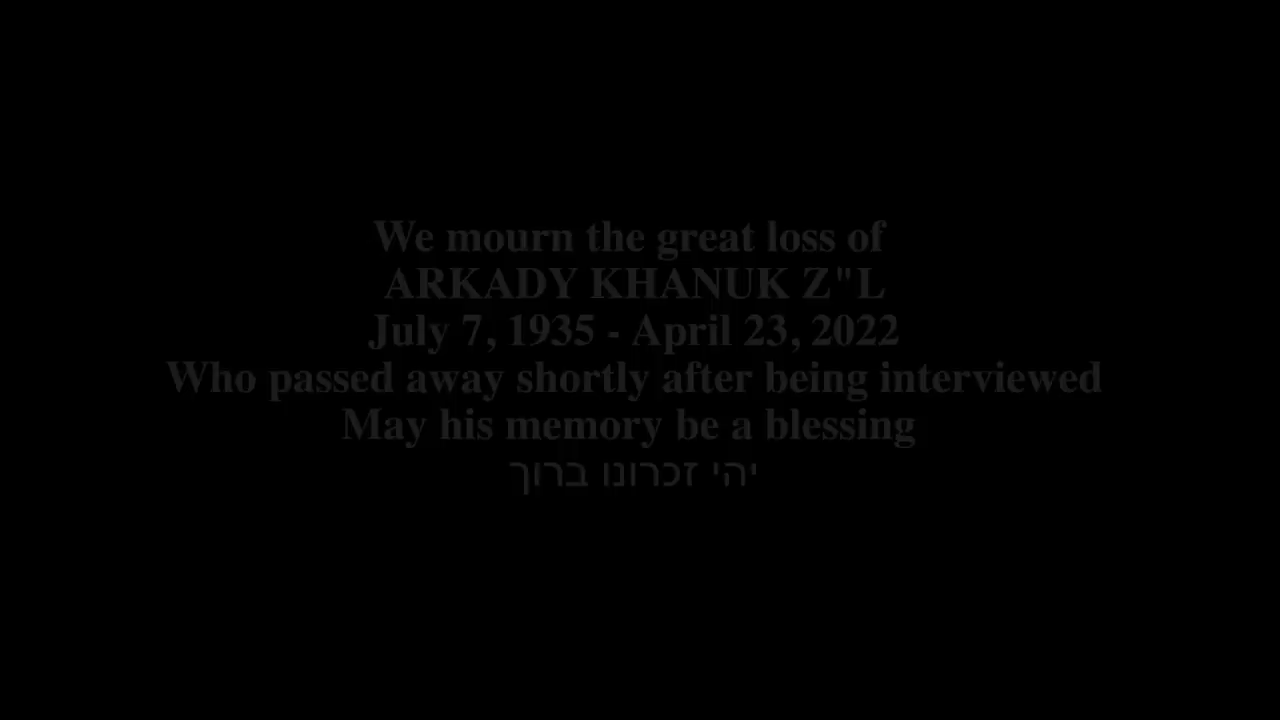 We mourn the great loss of
ARKADY KHANUK Z"L
July 7, 1935 - April 23, 2022
Who passed away shortly after being interviewed
May his memory be a blessing
יהי זכרונו ברוך